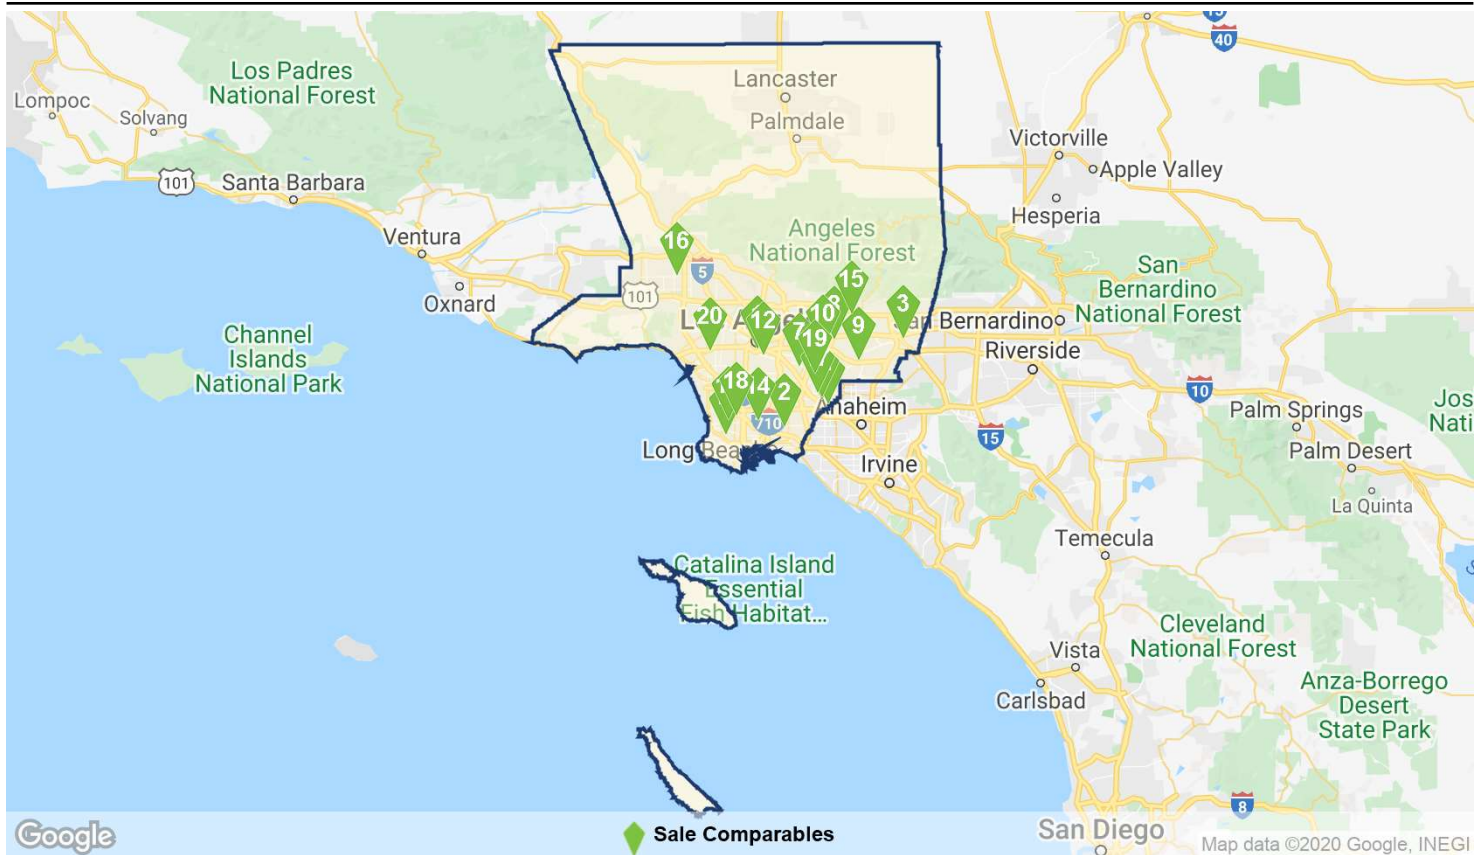 15
40
Los Padres
National Forest
Lancaster
Lompoc
Solvang
Palmdale
Victorville
Apple Valley
101
Santa Barbara
Hesperia
Ventura
Angeles
National Forest
16
5
15
San
Bernardino
National Forest
Oxnard
101
3
20
12
10
8
9
San Bernardino
7
19
Channel
Islands
National Park
Riverside
18
14
2
710
Anaheim
10
Palm Springs
Long Beach
15
Palm Desert
Irvine
La Quinta
Temecula
Catalina Island
Essential
Fish Habitat...
Cleveland
National Forest
Vista
Carlsbad
Anza-Borrego
Desert
State Park
8
Google
Sale Comparables
San Diego
Map data ©2020 Google, INEGI